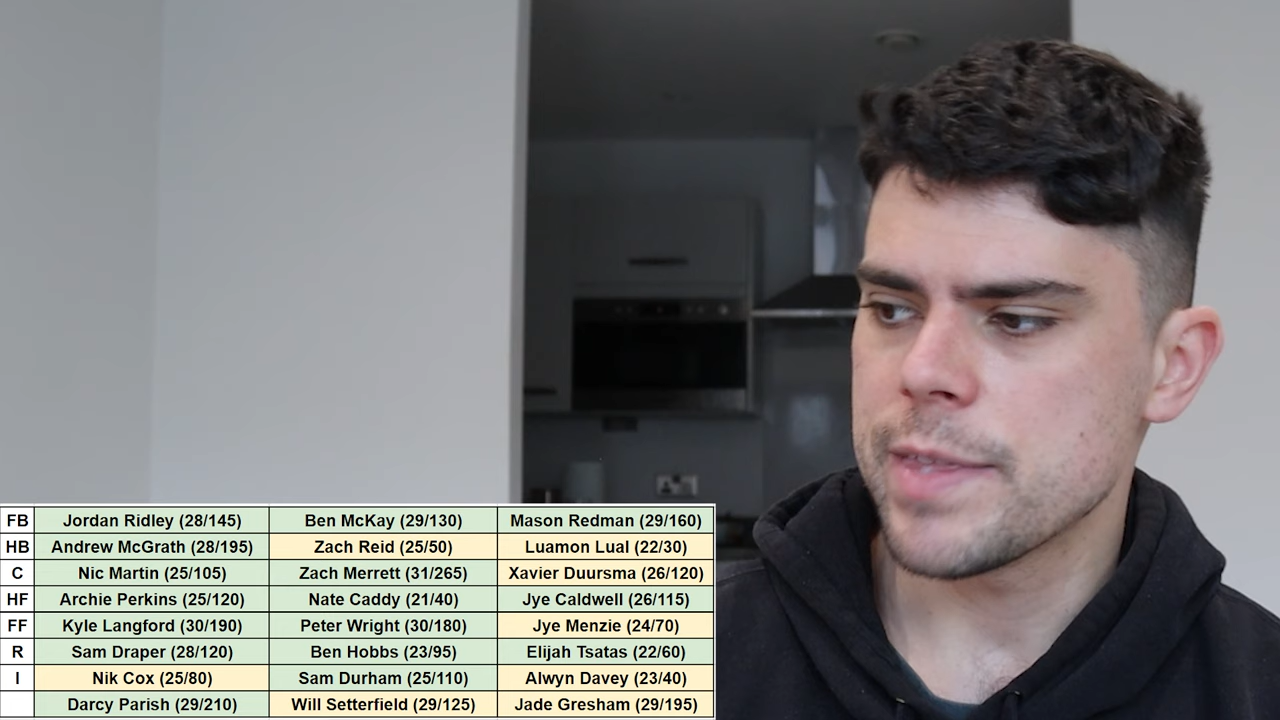 FB Jordan Ridley (28/145) Ben McKay (29/130) Mason Redman (29/160)
HB Andrew McGrath (28/195) Zach Reid (25/50) Luamon Lual (22/30)
C Nic Martin (25/105) Zach Merrett (31/265) Xavier Duursma (26/120)
HF Archie Perkins (25/120) Nate Caddy (21/40) Jye Caldwell (26/115)
FF Kyle Langford (30/190) Peter Wright (30/180) Jye Menzie (24/70)
R Sam Draper (28/120) Ben Hobbs (23/95) Elijah Tsatas (22/60)
I Nik Cox (25/80) Sam Durham (25/110) Alwyn Davey (23/40)
Darcy Parish (29/210) Will Setterfield (29/125) Jade Gresham (29/195)